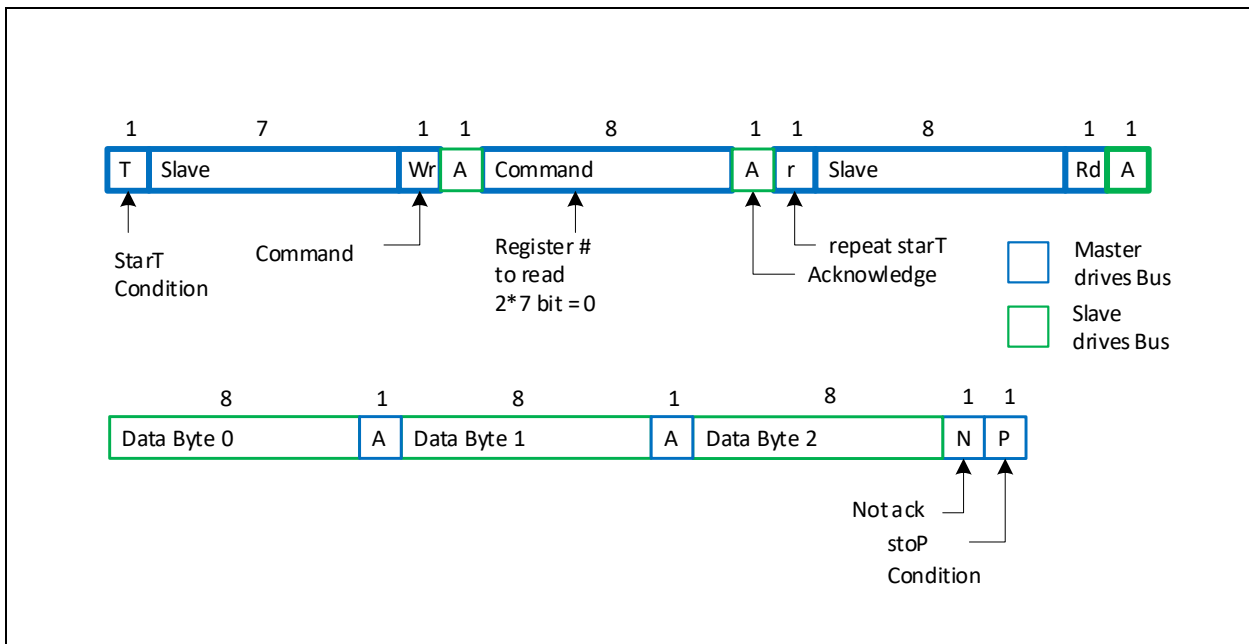 1 7 1 1 8 1 1 8 1 1
T Slave Wr A Command A r Slave Rd A
StarT
Condition
Command
Register #
to read
2*7 bit = 0
repeat starT
Acknowledge
Master
drives Bus
Slave
drives Bus
8 1 8 1 8 1 1
Data Byte 0 A Data Byte 1 A Data Byte 2 N P
Not ack
stoP
Condition